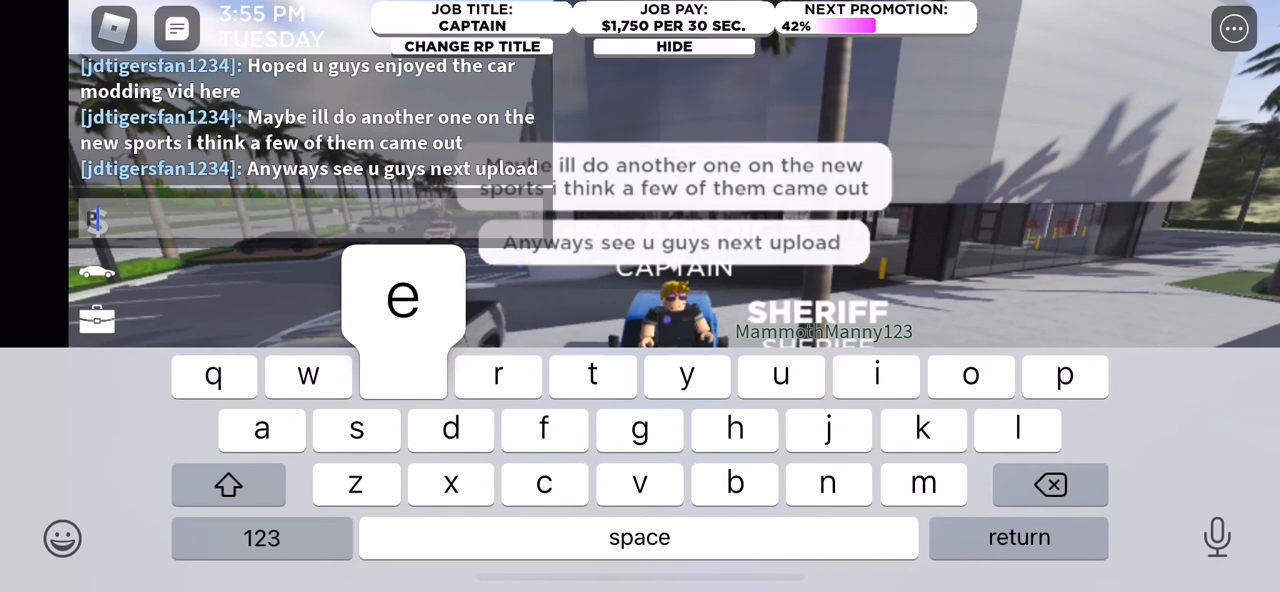 3:55 PM
TUESDAY
JOB TITLE:
CAPTAIN
JOB PAY:
$1,750 PER 30 SEC.
NEXT PROMOTION:
42%
CHANGE RP TITLE
HIDE
[jdtigersfan1234]: Hoped u guys enjoyed the car
modding vid here
[jdtigersfan1234]: Maybe ill do another one on the
new sports i think a few of them came out
[jdtigersfan1234]: Anyways see u guys next upload
P
Maybe ill do another one on the new
sports i think a few of them came out
Anyways see u guys next upload
PARAMEDIC
CAPTAIN
SHERIFF
MammothManny123
SHERIFF
e
q w r t y u i o p
a s d f g h j k l
z x c v b n m
123 space return